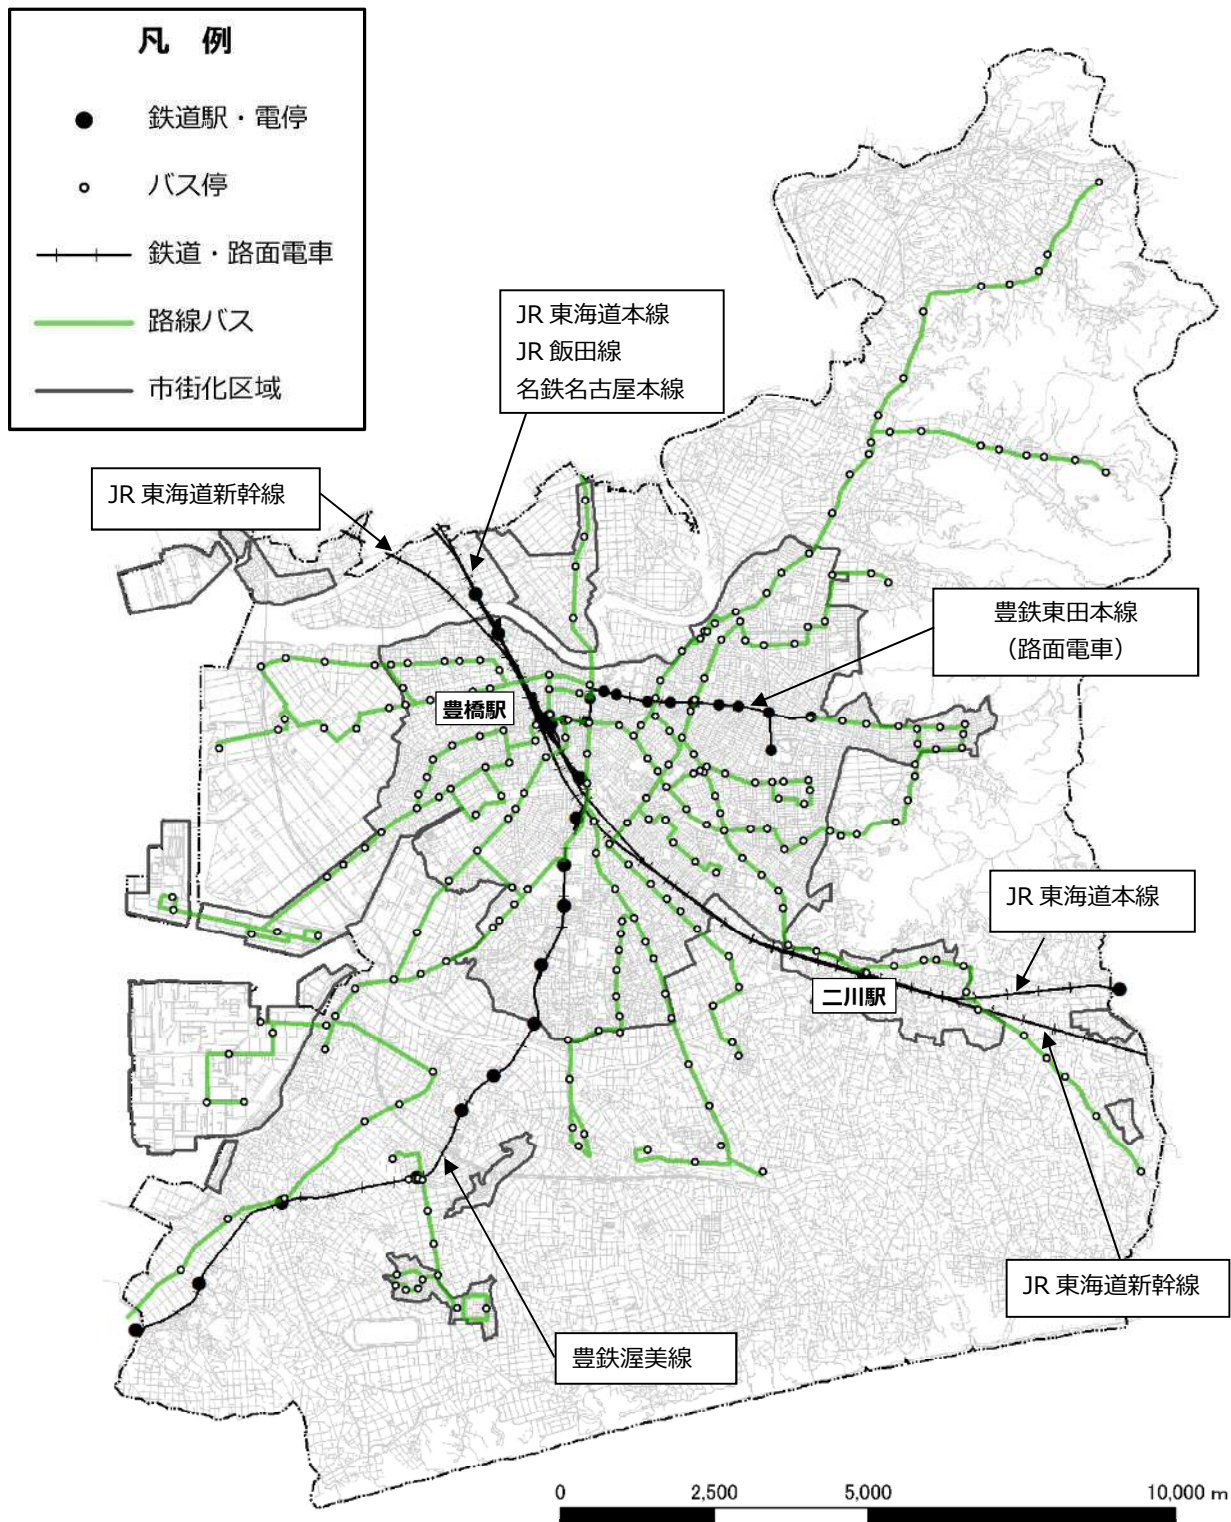 凡 例
鉄道駅・電停
バス停
鉄道・路面電車
路線バス
市街化区域
JR 東海道本線
JR 飯田線
名鉄名古屋本線
JR 東海道新幹線
豊鉄東田本線
（路面電車）
豊橋駅
JR 東海道本線
二川駅
JR 東海道新幹線
豊鉄渥美線
0 2,500 5,000 10,000 m